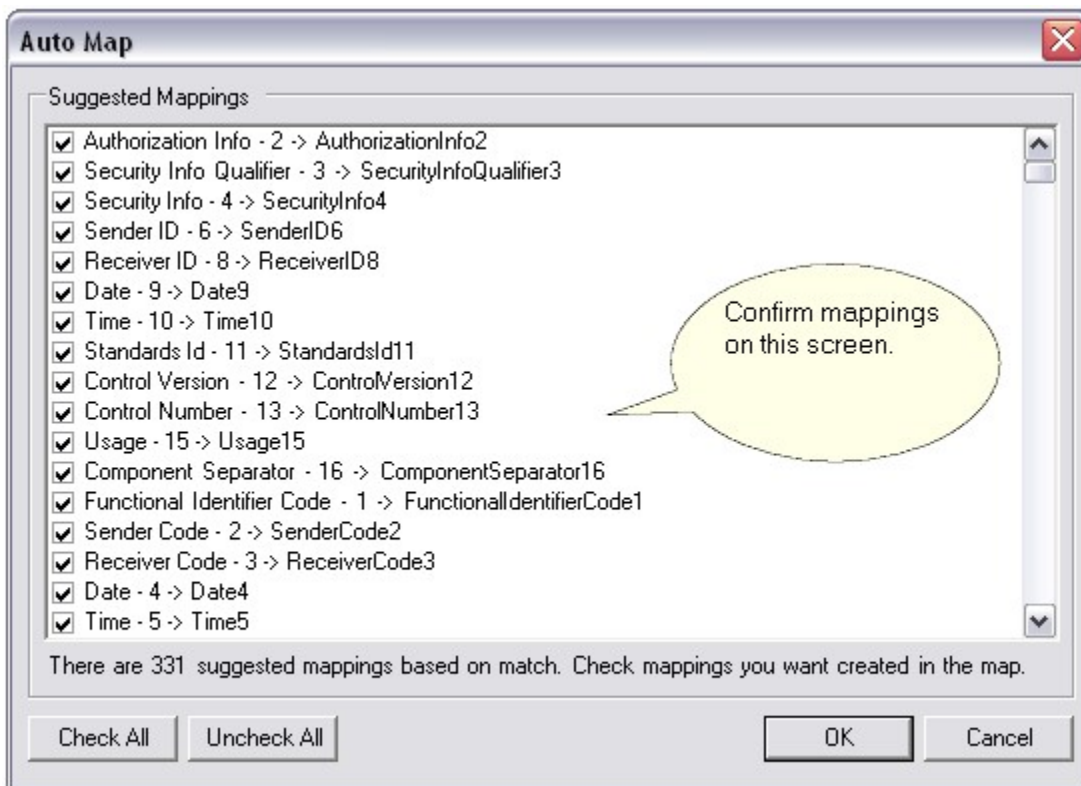 Auto Map
Suggested Mappings
Authorization Info - 2 -> AuthorizationInfo2
Security Info Qualifier - 3 -> SecurityInfoQualifier3
Security Info - 4 -> SecurityInfo4
Sender ID - 6 -> SenderID6
Receiver ID - 8 -> ReceiverID8
Date - 9 -> Date9
Time - 10 -> Time10
Standards Id - 11 -> StandardsId11
Control Version - 12 -> ControlVersion12
Control Number - 13 -> ControlNumber13
Usage - 15 -> Usage15
Component Separator - 16 -> ComponentSeparator16
Functional Identifier Code - 1 -> FunctionalIdentifierCode1
Sender Code - 2 -> SenderCode2
Receiver Code - 3 -> ReceiverCode3
Date - 4 -> Date4
Time - 5 -> Time5
Confirm mappings
on this screen.
There are 331 suggested mappings based on match. Check mappings you want created in the map.
Check All
Uncheck All
OK
Cancel